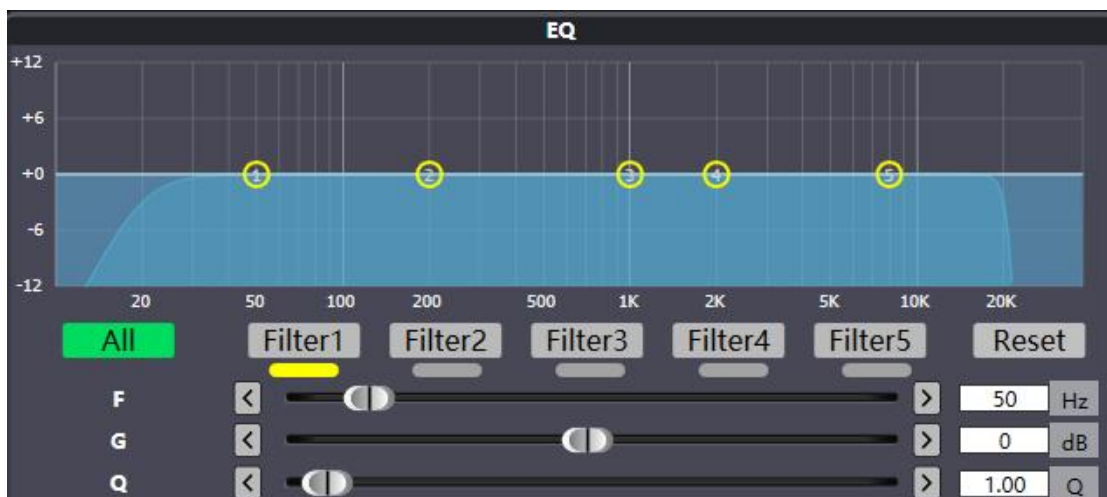 EQ
+12
+6
+0
-6
-12
1 2 3 4 5
20 50 100 200 500 1K 2K 5K 10K 20K
All Filter1 Filter2 Filter3 Filter4 Filter5 Reset
F < > 50 Hz
G < > 0 dB
Q < > 1.00 Q